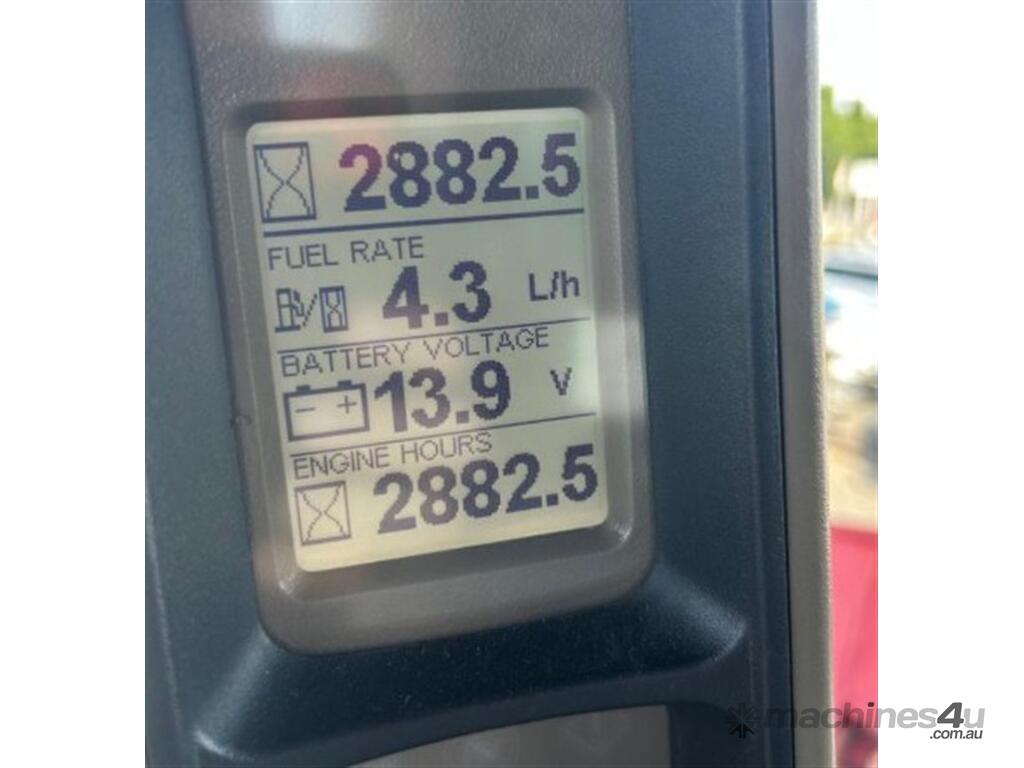 2882.5
FUEL RATE
4.3 L/h
BATTERY VOLTAGE
- + 13.9 V
ENGINE HOURS
2882.5
machines4u
.com.au